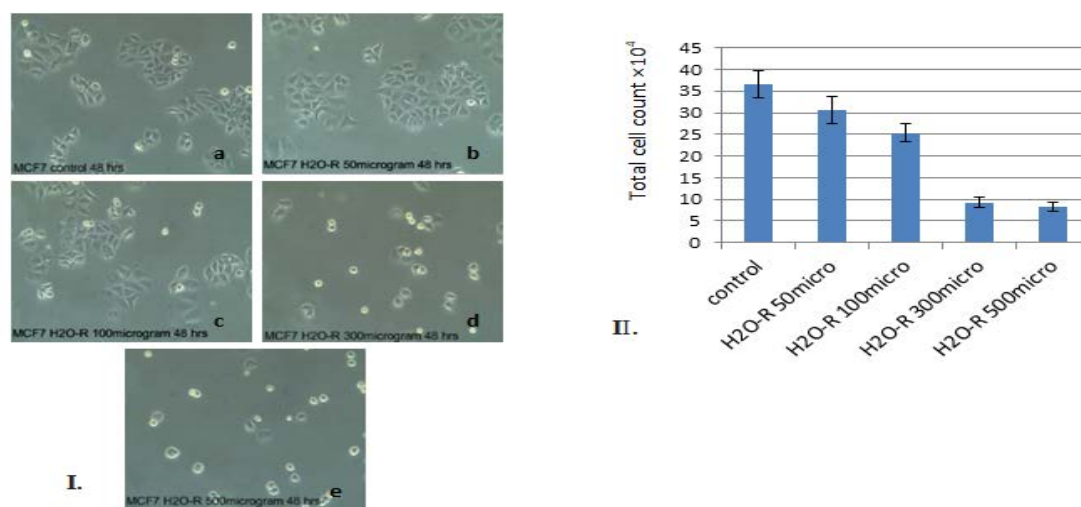 a
MCF7 control 48 hrs
b
MCF7 H2O-R 50microgram 48 hrs
c
MCF7 H2O-R 100microgram 48 hrs
d
MCF7 H2O-R 300microgram 48 hrs
e
MCF7 H2O-R 500microgram 48 hrs
I.
Total cell count ×10⁴
45
40
35
30
25
20
15
10
5
0
control
H2O-R 50micro
H2O-R 100micro
H2O-R 300micro
H2O-R 500micro
II.